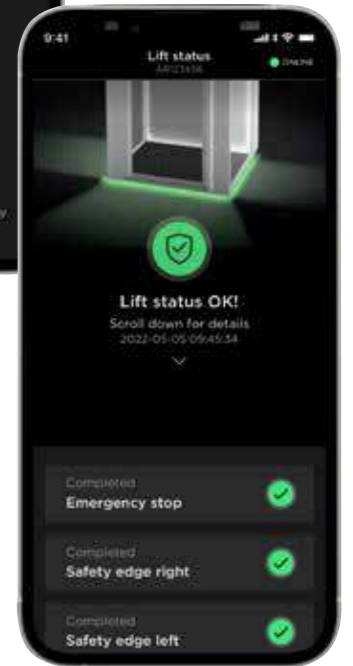 9:41
Lift status
ONLINE
Lift status OK!
Scroll down for details
2022-05-05 09:45:34
Completed
Emergency stop
Completed
Safety edge right
Completed
Safety edge left